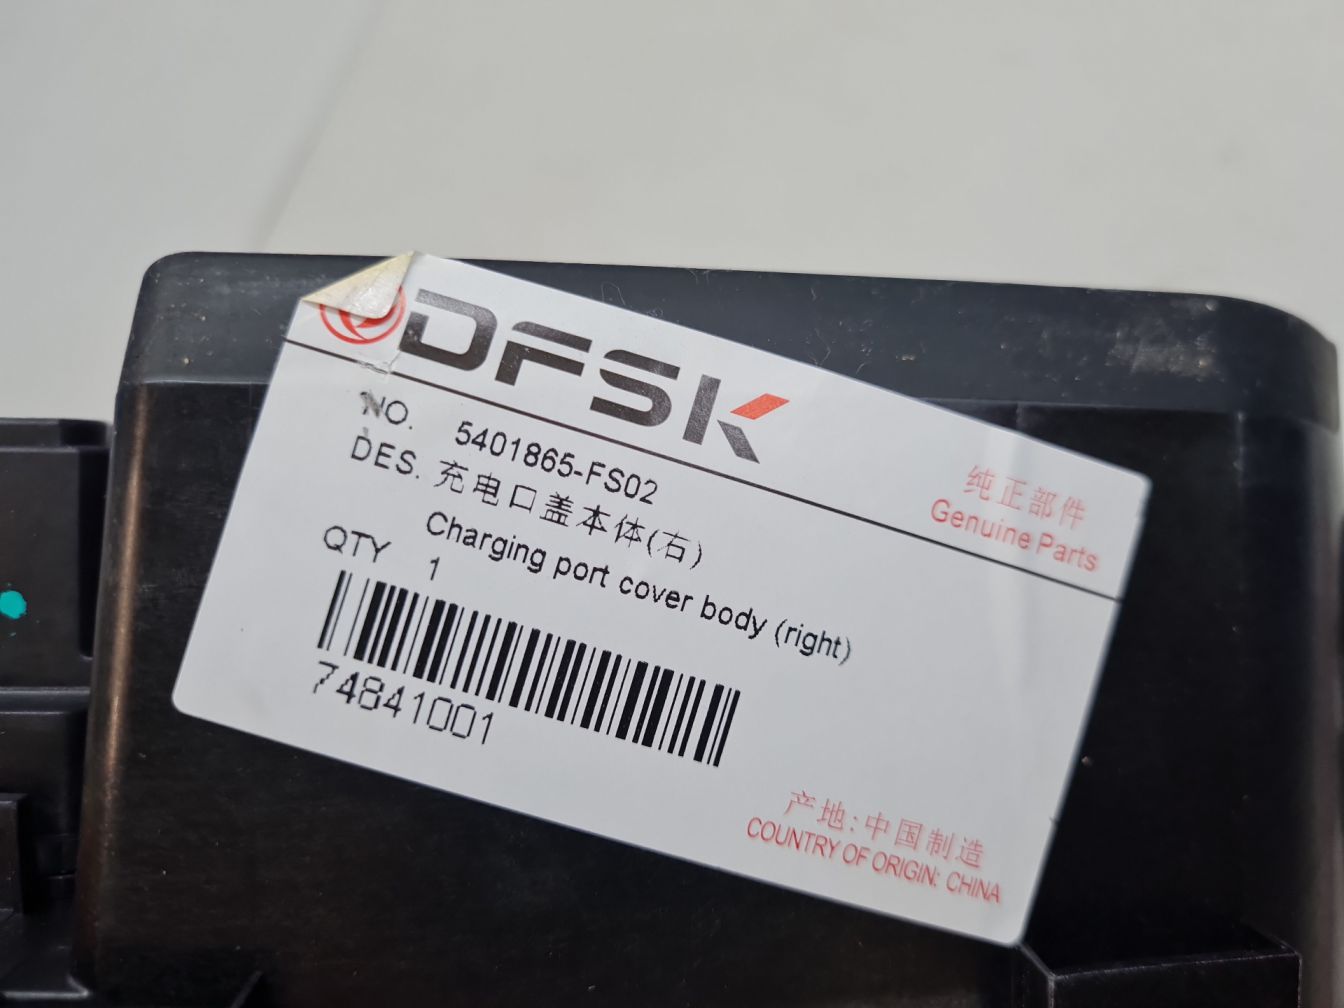 DFSK
纯正部件
Genuine Parts
NO. 5401865-FS02
DES. 充电口盖本体(右)
Charging port cover body (right)
QTY 1
74841001
产地:中国制造
COUNTRY OF ORIGIN: CHINA